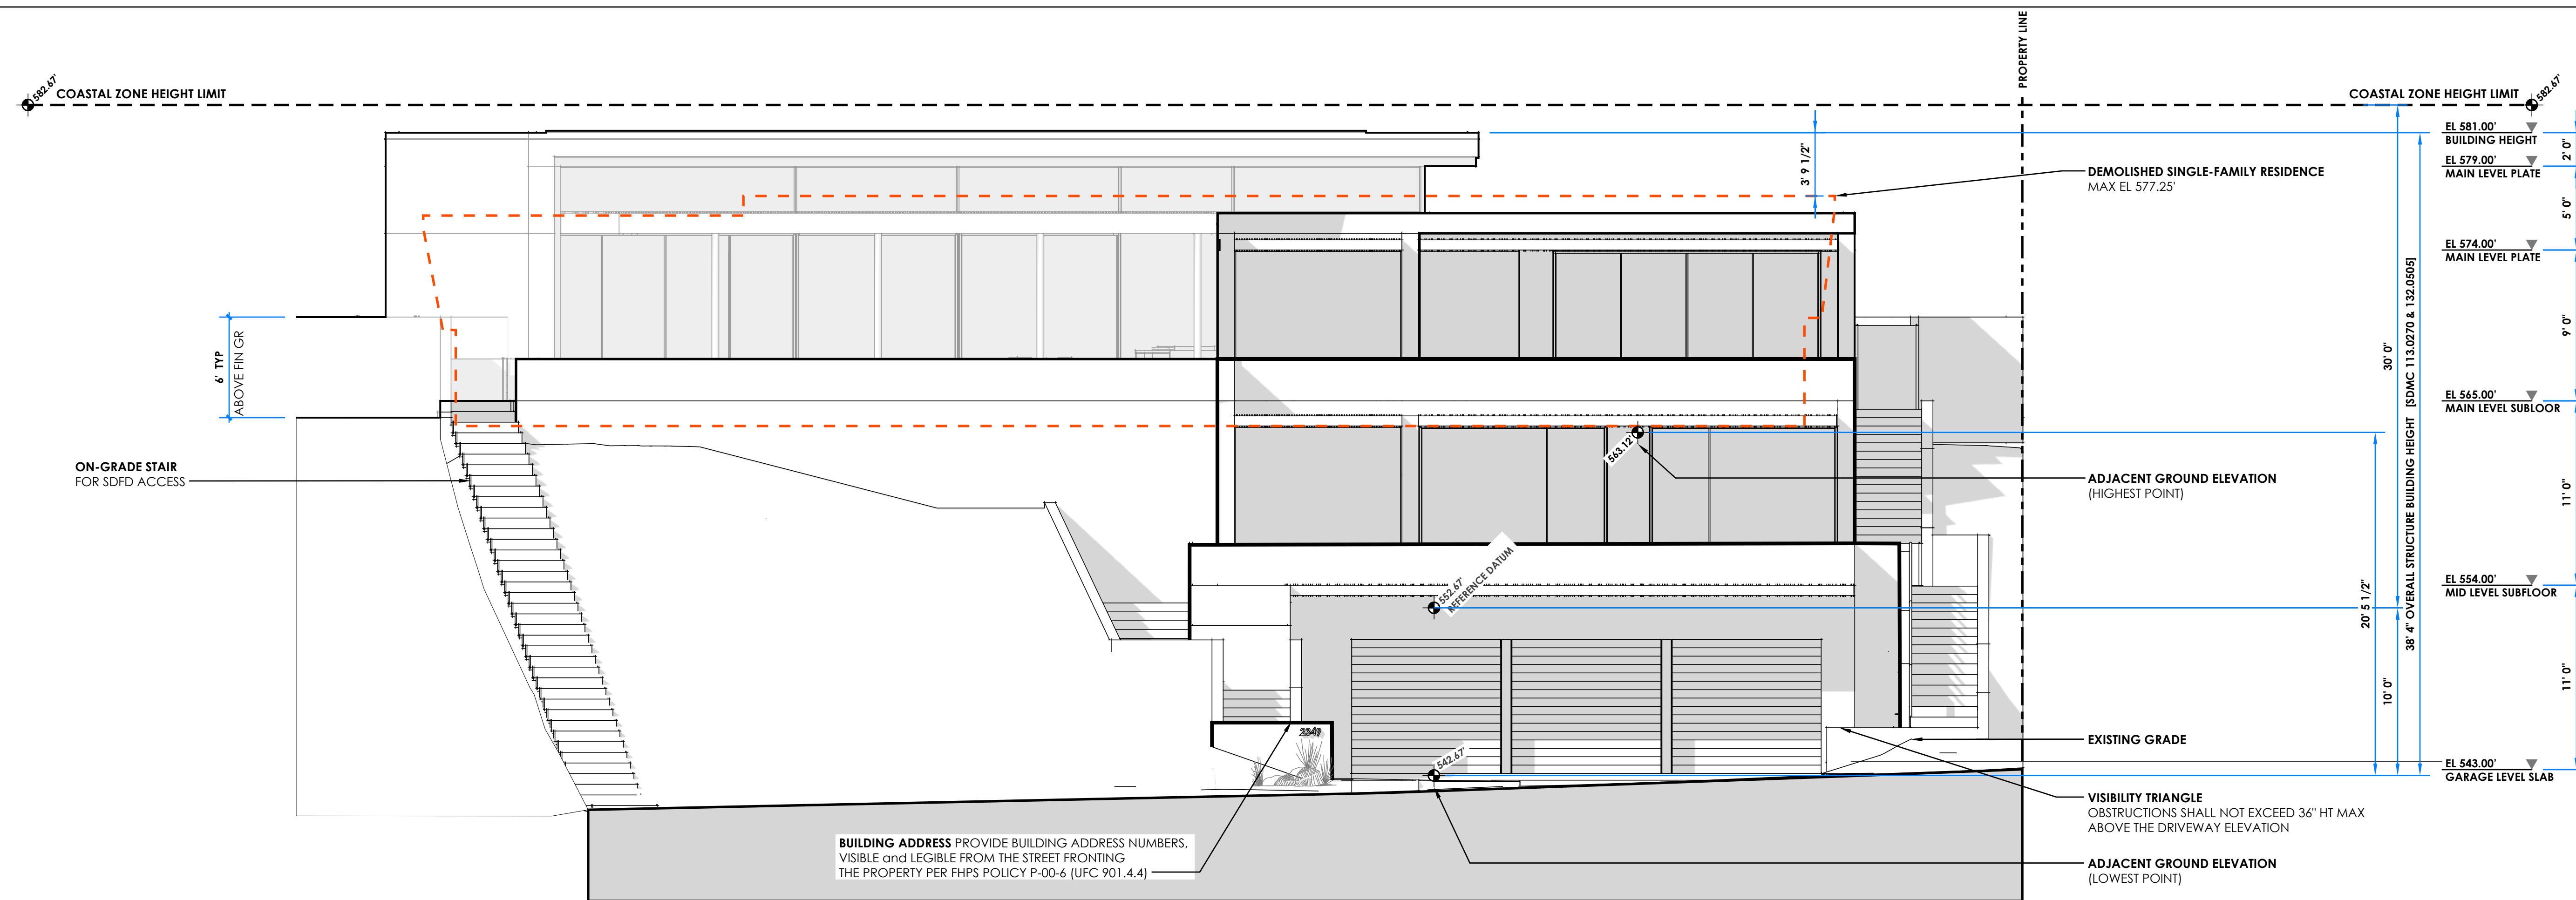 PROPERTY LINE
582.67'
COASTAL ZONE HEIGHT LIMIT
COASTAL ZONE HEIGHT LIMIT
582.67'
EL 581.00'
BUILDING HEIGHT
2' 0"
3' 9 1/2"
EL 579.00'
MAIN LEVEL PLATE
DEMOLISHED SINGLE-FAMILY RESIDENCE
MAX EL 577.25'
5' 0"
EL 574.00'
MAIN LEVEL PLATE
9' 0"
6' TYP
ABOVE FIN GR
30' 0"
38' 4" OVERALL STRUCTURE BUILDING HEIGHT [SDMC 113.0270 & 132.0505]
EL 565.00'
MAIN LEVEL SUBLOOR
563.12'
ON-GRADE STAIR
FOR SDFD ACCESS
ADJACENT GROUND ELEVATION
(HIGHEST POINT)
11' 0"
552.67'
REFERENCE DATUM
EL 554.00'
MID LEVEL SUBFLOOR
20' 5 1/2"
10' 0"
11' 0"
2349
EXISTING GRADE
542.67'
EL 543.00'
GARAGE LEVEL SLAB
VISIBILITY TRIANGLE
OBSTRUCTIONS SHALL NOT EXCEED 36" HT MAX
ABOVE THE DRIVEWAY ELEVATION
BUILDING ADDRESS PROVIDE BUILDING ADDRESS NUMBERS,
VISIBLE and LEGIBLE FROM THE STREET FRONTING
THE PROPERTY PER FHPS POLICY P-00-6 (UFC 901.4.4)
ADJACENT GROUND ELEVATION
(LOWEST POINT)